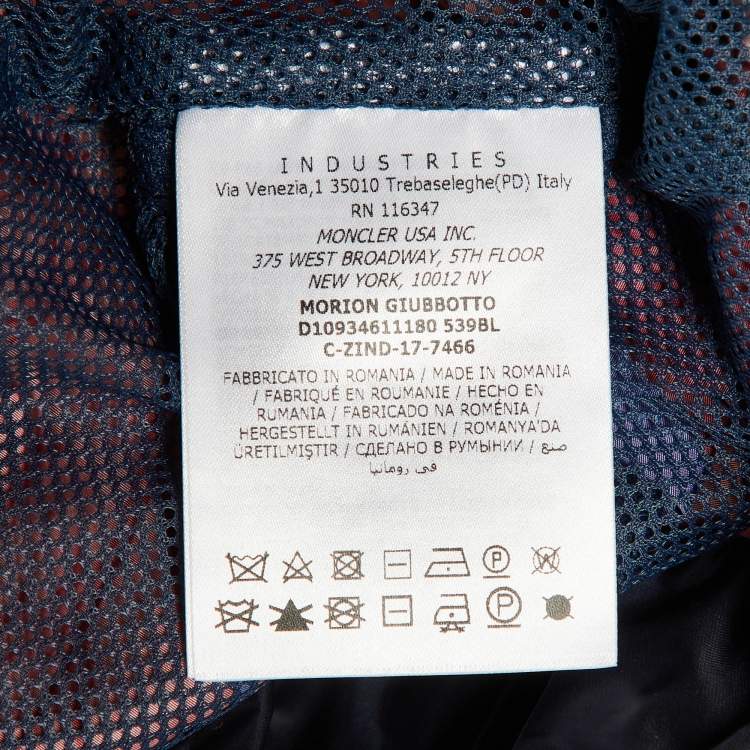 INDUSTRIES
Via Venezia,1 35010 Trebaseleghe(PD) Italy
RN 116347
MONCLER USA INC.
375 WEST BROADWAY, 5TH FLOOR
NEW YORK, 10012 NY
MORION GIUBBOTTO
D10934611180 539BL
C-ZIND-17-7466
FABBRICATO IN ROMANIA / MADE IN ROMANIA
/ FABRIQUÉ EN ROUMANIE / HECHO EN
RUMANIA / FABRICADO NA ROMÉNIA /
HERGESTELLT IN RUMÄNIEN / ROMANYA'DA
ÜRETILMIŞTIR / СДЕЛАНО В РУМЫНИИ / صنع
في رومانيا
P
W
P